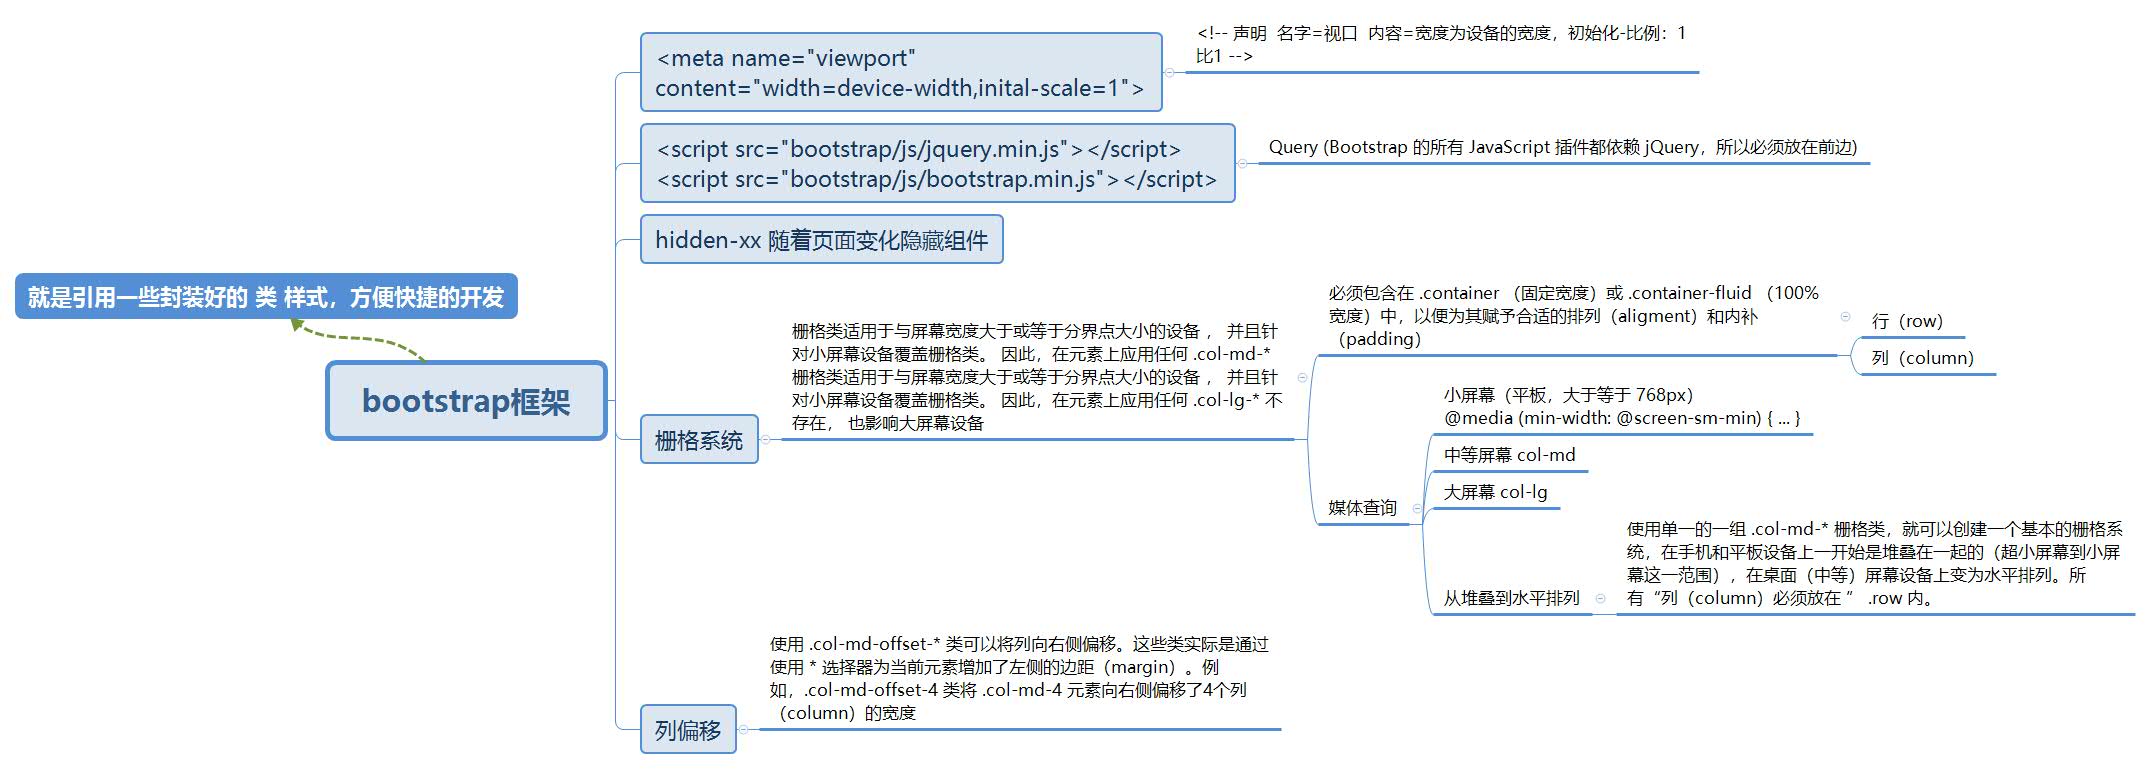 <meta name="viewport"
content="width=device-width,inital-scale=1">
<!-- 声明  名字=视口  内容=宽度为设备的宽度，初始化-比例：1
比1 -->
<script src="bootstrap/js/jquery.min.js"></script>
<script src="bootstrap/js/bootstrap.min.js"></script>
Query (Bootstrap 的所有 JavaScript 插件都依赖 jQuery，所以必须放在前边)
hidden-xx 随着页面变化隐藏组件
就是引用一些封装好的 类 样式，方便快捷的开发
bootstrap框架
栅格系统
栅格类适用于与屏幕宽度大于或等于分界点大小的设备 ， 并且针
对小屏幕设备覆盖栅格类。 因此，在元素上应用任何 .col-md-*
栅格类适用于与屏幕宽度大于或等于分界点大小的设备 ， 并且针
对小屏幕设备覆盖栅格类。 因此，在元素上应用任何 .col-lg-* 不
存在， 也影响大屏幕设备
必须包含在 .container （固定宽度）或 .container-fluid （100%
宽度）中，以便为其赋予合适的排列（aligment）和内补
（padding）
行（row）
列（column）
媒体查询
小屏幕（平板，大于等于 768px）
@media (min-width: @screen-sm-min) { ... }
中等屏幕 col-md
大屏幕 col-lg
从堆叠到水平排列
使用单一的一组 .col-md-* 栅格类，就可以创建一个基本的栅格系
统，在手机和平板设备上一开始是堆叠在一起的（超小屏幕到小屏
幕这一范围），在桌面（中等）屏幕设备上变为水平排列。所
有“列（column）必须放在 ” .row 内。
列偏移
使用 .col-md-offset-* 类可以将列向右侧偏移。这些类实际是通过
使用 * 选择器为当前元素增加了左侧的边距（margin）。例
如，.col-md-offset-4 类将 .col-md-4 元素向右侧偏移了4个列
（column）的宽度